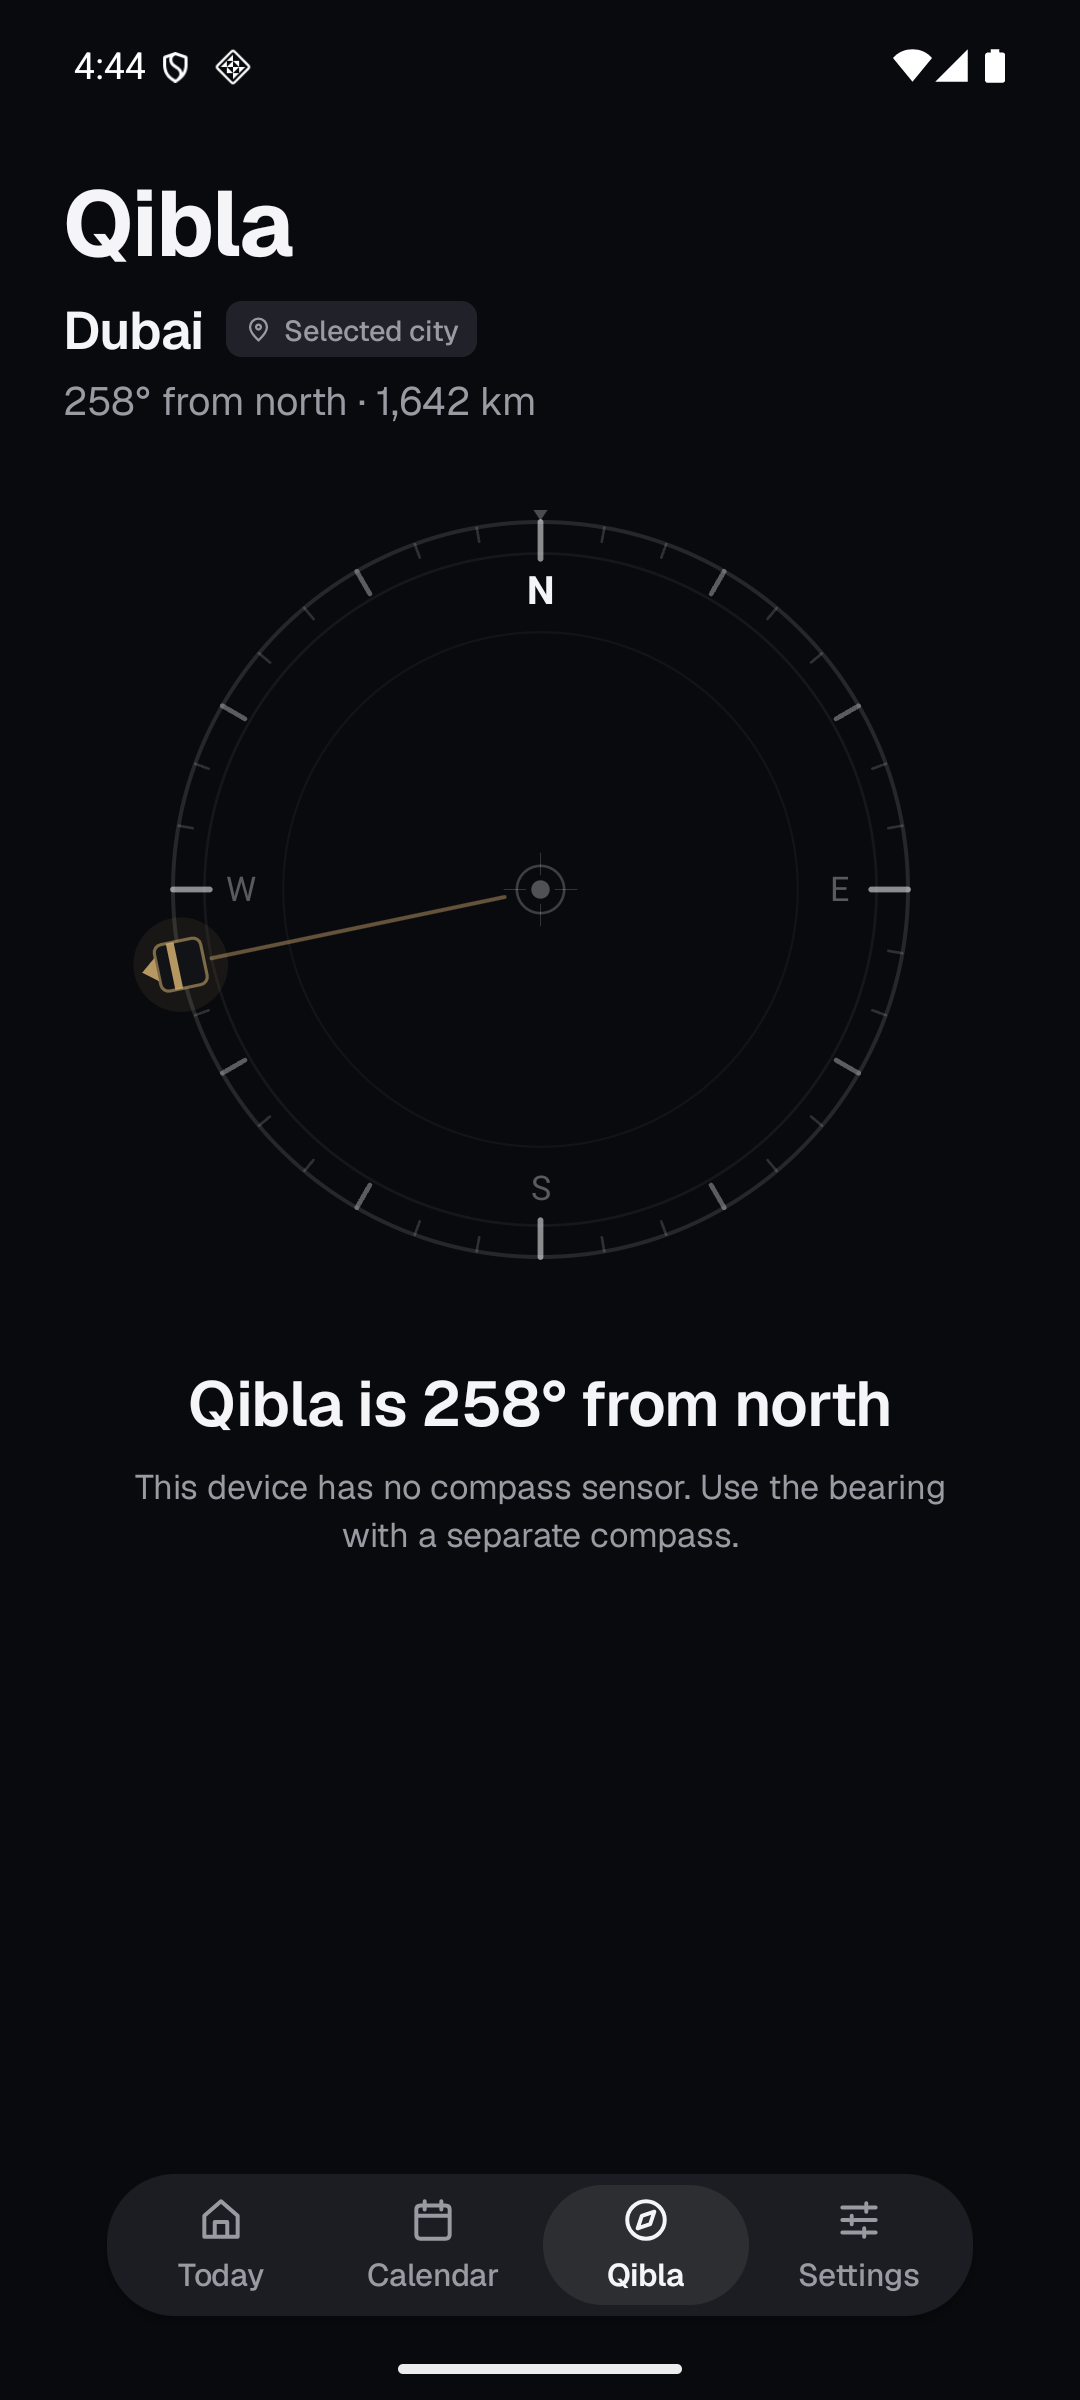 4:44
Qibla
Dubai
Selected city
258° from north · 1,642 km
N
W
E
S
Qibla is 258° from north
This device has no compass sensor. Use the bearing
with a separate compass.
Today
Calendar
Qibla
Settings